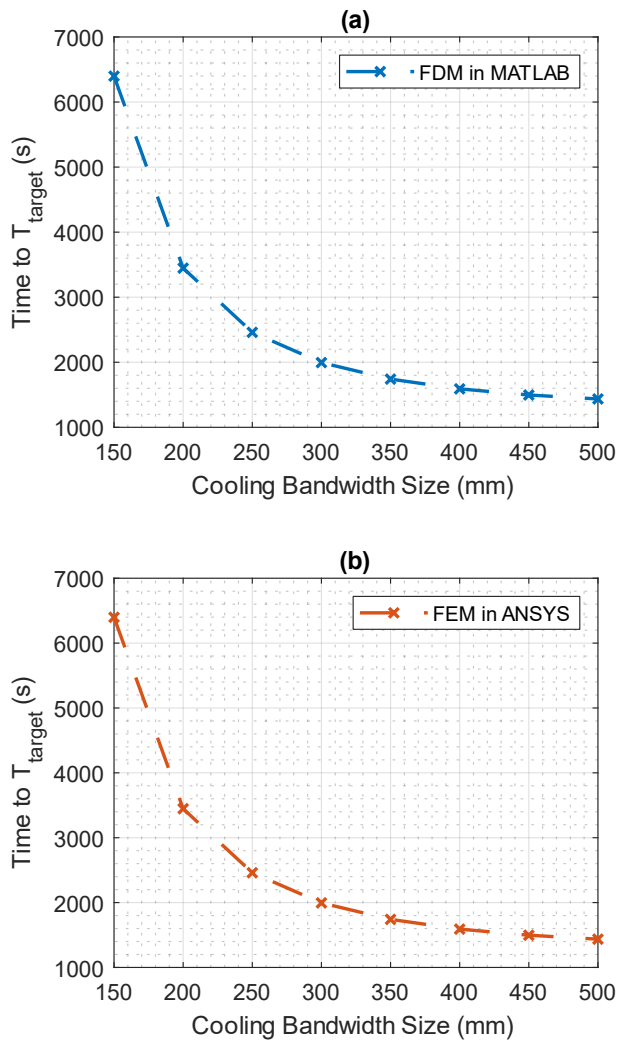 (a)
7000
6000
5000
4000
3000
2000
1000
Time to T_target (s)
FDM in MATLAB
150 200 250 300 350 400 450 500
Cooling Bandwidth Size (mm)
(b)
7000
6000
5000
4000
3000
2000
1000
Time to T_target (s)
FEM in ANSYS
150 200 250 300 350 400 450 500
Cooling Bandwidth Size (mm)